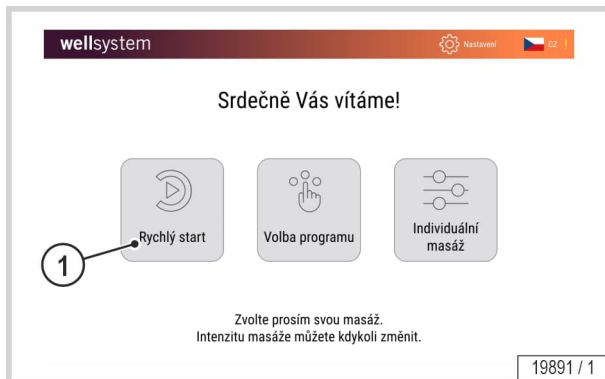 wellsystem
Nastavení
CZ !
Srdečně Vás vítáme!
Rychlý start
Volba programu
Individuální
masáž
1
Zvolte prosím svou masáž.
Intenzitu masáže můžete kdykoli změnit.
19891 / 1